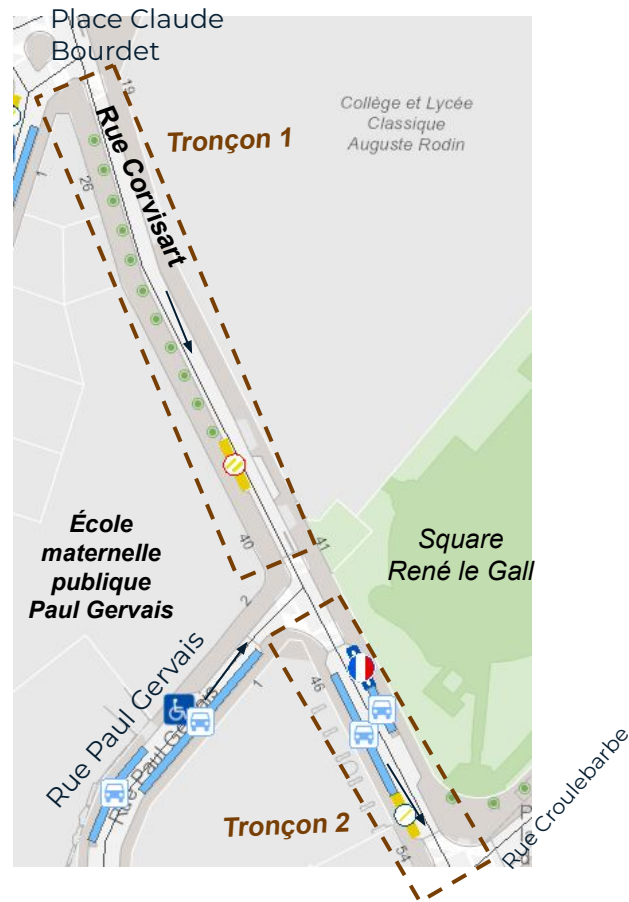 Place Claude
Bourdet
19
Collège et Lycée
Classique
Auguste Rodin
Tronçon 1
Rue Corvisart
1
26
École
maternelle
publique
Paul Gervais
40
41
Square
René le Gall
2
Rue Paul Gervais
Rue Paul Gervais
1
46
Tronçon 2
54
Rue Croulebarbe